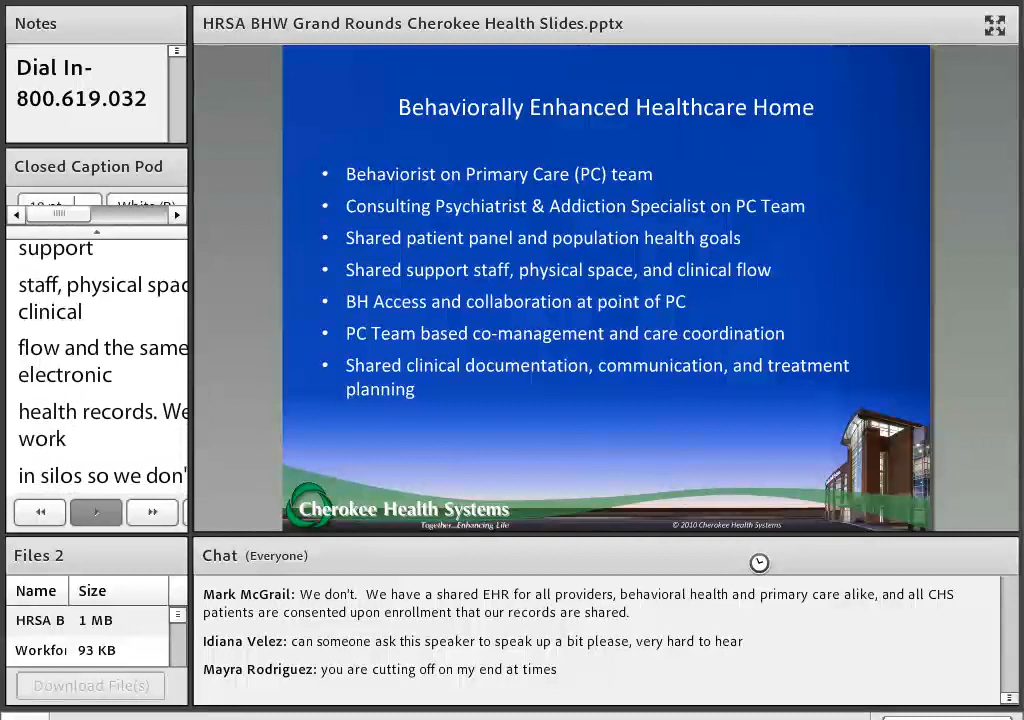 Notes
Dial In-
800.619.032
Closed Caption Pod
support
staff, physical spac
clinical
flow and the same
electronic
health records. We
work
in silos so we don'
Files 2
Name Size
HRSA B 1 MB
Workfo 93 KB
Download File(s)
HRSA BHW Grand Rounds Cherokee Health Slides.pptx
Behaviorally Enhanced Healthcare Home
• Behaviorist on Primary Care (PC) team
• Consulting Psychiatrist & Addiction Specialist on PC Team
• Shared patient panel and population health goals
• Shared support staff, physical space, and clinical flow
• BH Access and collaboration at point of PC
• PC Team based co-management and care coordination
• Shared clinical documentation, communication, and treatment
planning
Cherokee Health Systems
Together...Enhancing Life
© 2010 Cherokee Health Systems
Chat (Everyone)
Mark McGrail: We don't. We have a shared EHR for all providers, behavioral health and primary care alike, and all CHS
patients are consented upon enrollment that our records are shared.
Idiana Velez: can someone ask this speaker to speak up a bit please, very hard to hear
Mayra Rodriguez: you are cutting off on my end at times